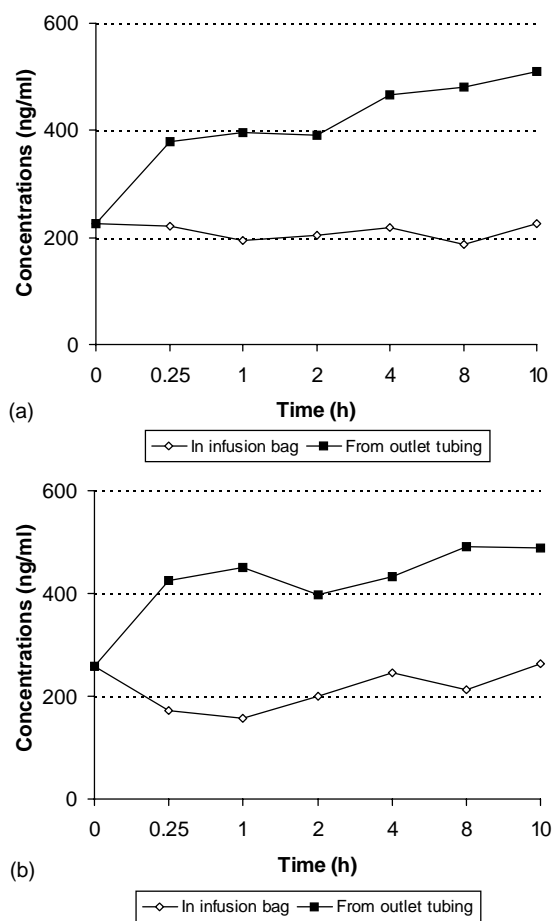 600
400
200
0
Concentrations (ng/ml)
0 0.25 1 2 4 8 10
Time (h)
(a)
In infusion bag From outlet tubing
600
400
200
0
Concentrations (ng/ml)
0 0.25 1 2 4 8 10
Time (h)
(b)
In infusion bag From outlet tubing